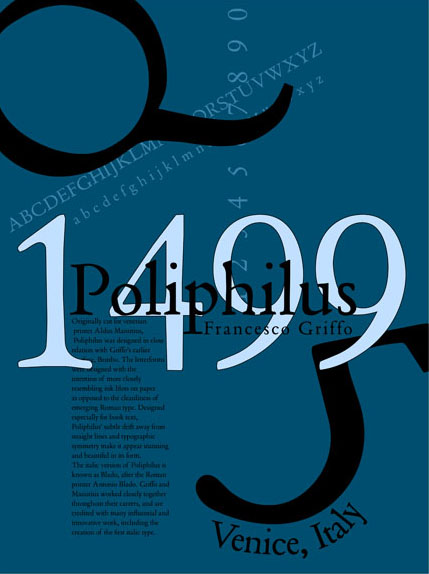 0
9
8
7
5
4
3
2
ABCDEFGHIJKLM ORSTUVWXYZ
abcdefghijklmn xyz
1499
Poliphilus
Francesco Griffo
Originally cut for Venetian
printer Aldus Manutius,
Poliphilus was designed in close
relation with Griffo's earlier
Bembo. The letterforms
were designed with the
intention of more closely
resembling ink blots on paper
as opposed to the cleanliness of
emerging Roman type. Designed
especially for book text,
Poliphilus' subtle shift away from
straight lines and typographic
symmetry make it appear stunning
and beautiful in its form.
The italic version of Poliphilus is
known as Blado, after the Roman
printer Antonio Blado. Griffo and
Manutius worked closely together
throughout their careers, and are
credited with many influential and
innovative work, including the
creation of the first italic type.
Venice, Italy